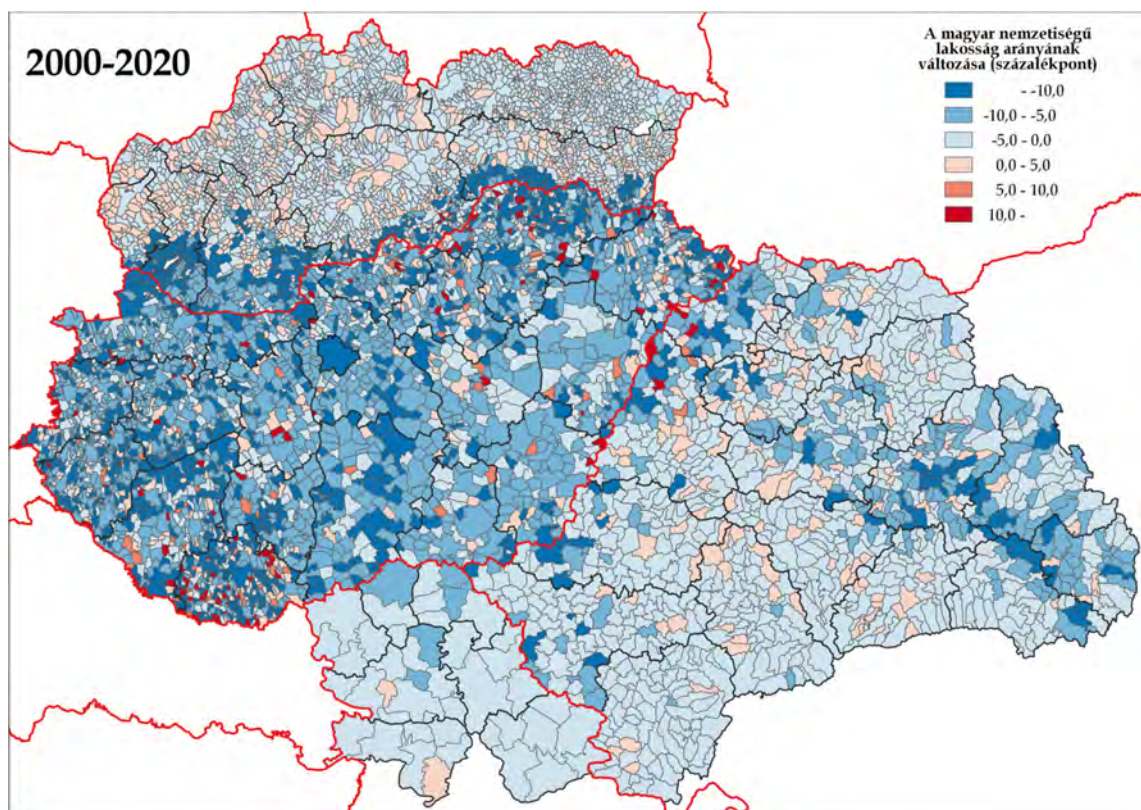 2000-2020
A magyar nemzetiségű
lakosság arányának
változása (százalékpont)
- -10,0
-10,0 - -5,0
-5,0 - 0,0
0,0 - 5,0
5,0 - 10,0
10,0 -